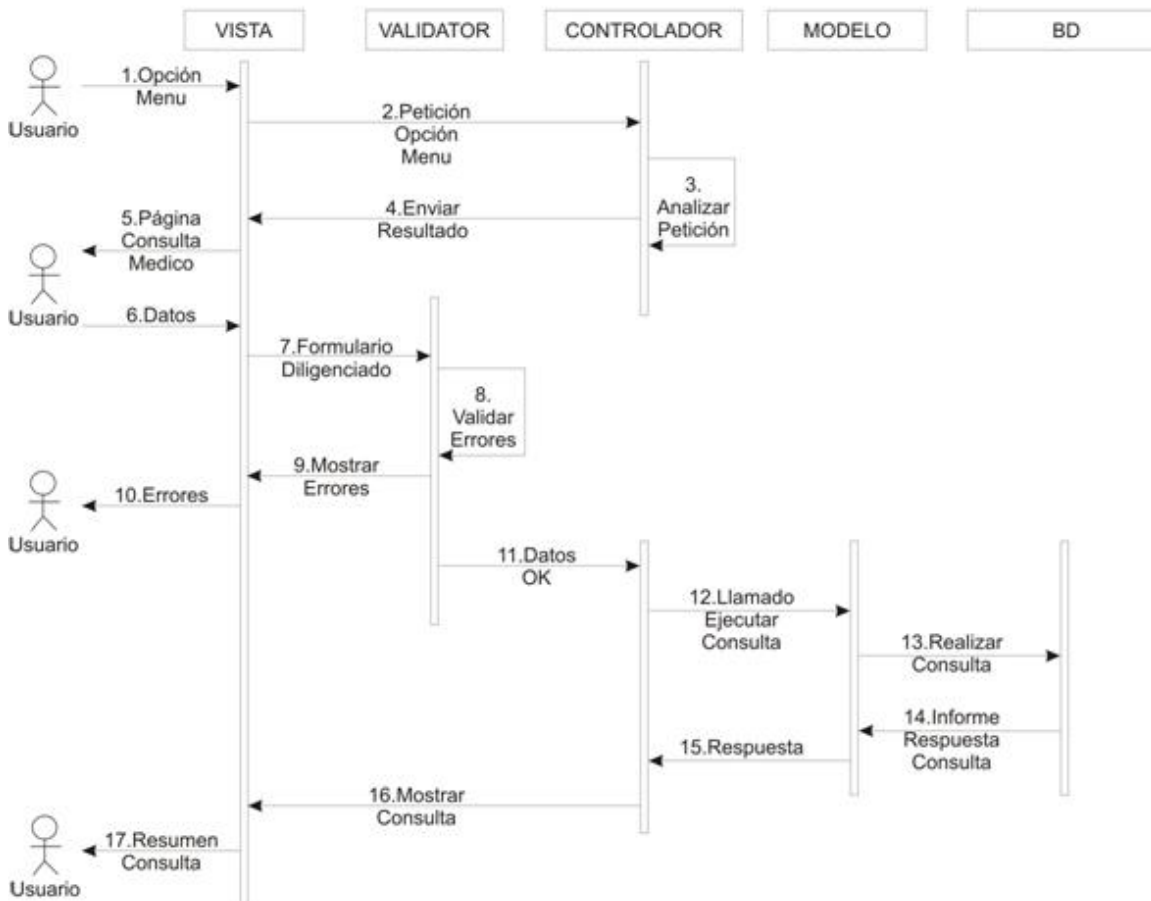 VISTA
VALIDATOR
CONTROLADOR
MODELO
BD
1.Opción
Menu
Usuario
2.Petición
Opción
Menu
3.
Analizar
Petición
4.Enviar
Resultado
5.Página
Consulta
Medico
Usuario
6.Datos
7.Formulario
Diligenciado
8.
Validar
Errores
9.Mostrar
Errores
10.Errores
Usuario
11.Datos
OK
12.Llamado
Ejecutar
Consulta
13.Realizar
Consulta
14.Informe
Respuesta
Consulta
15.Respuesta
16.Mostrar
Consulta
17.Resumen
Consulta
Usuario